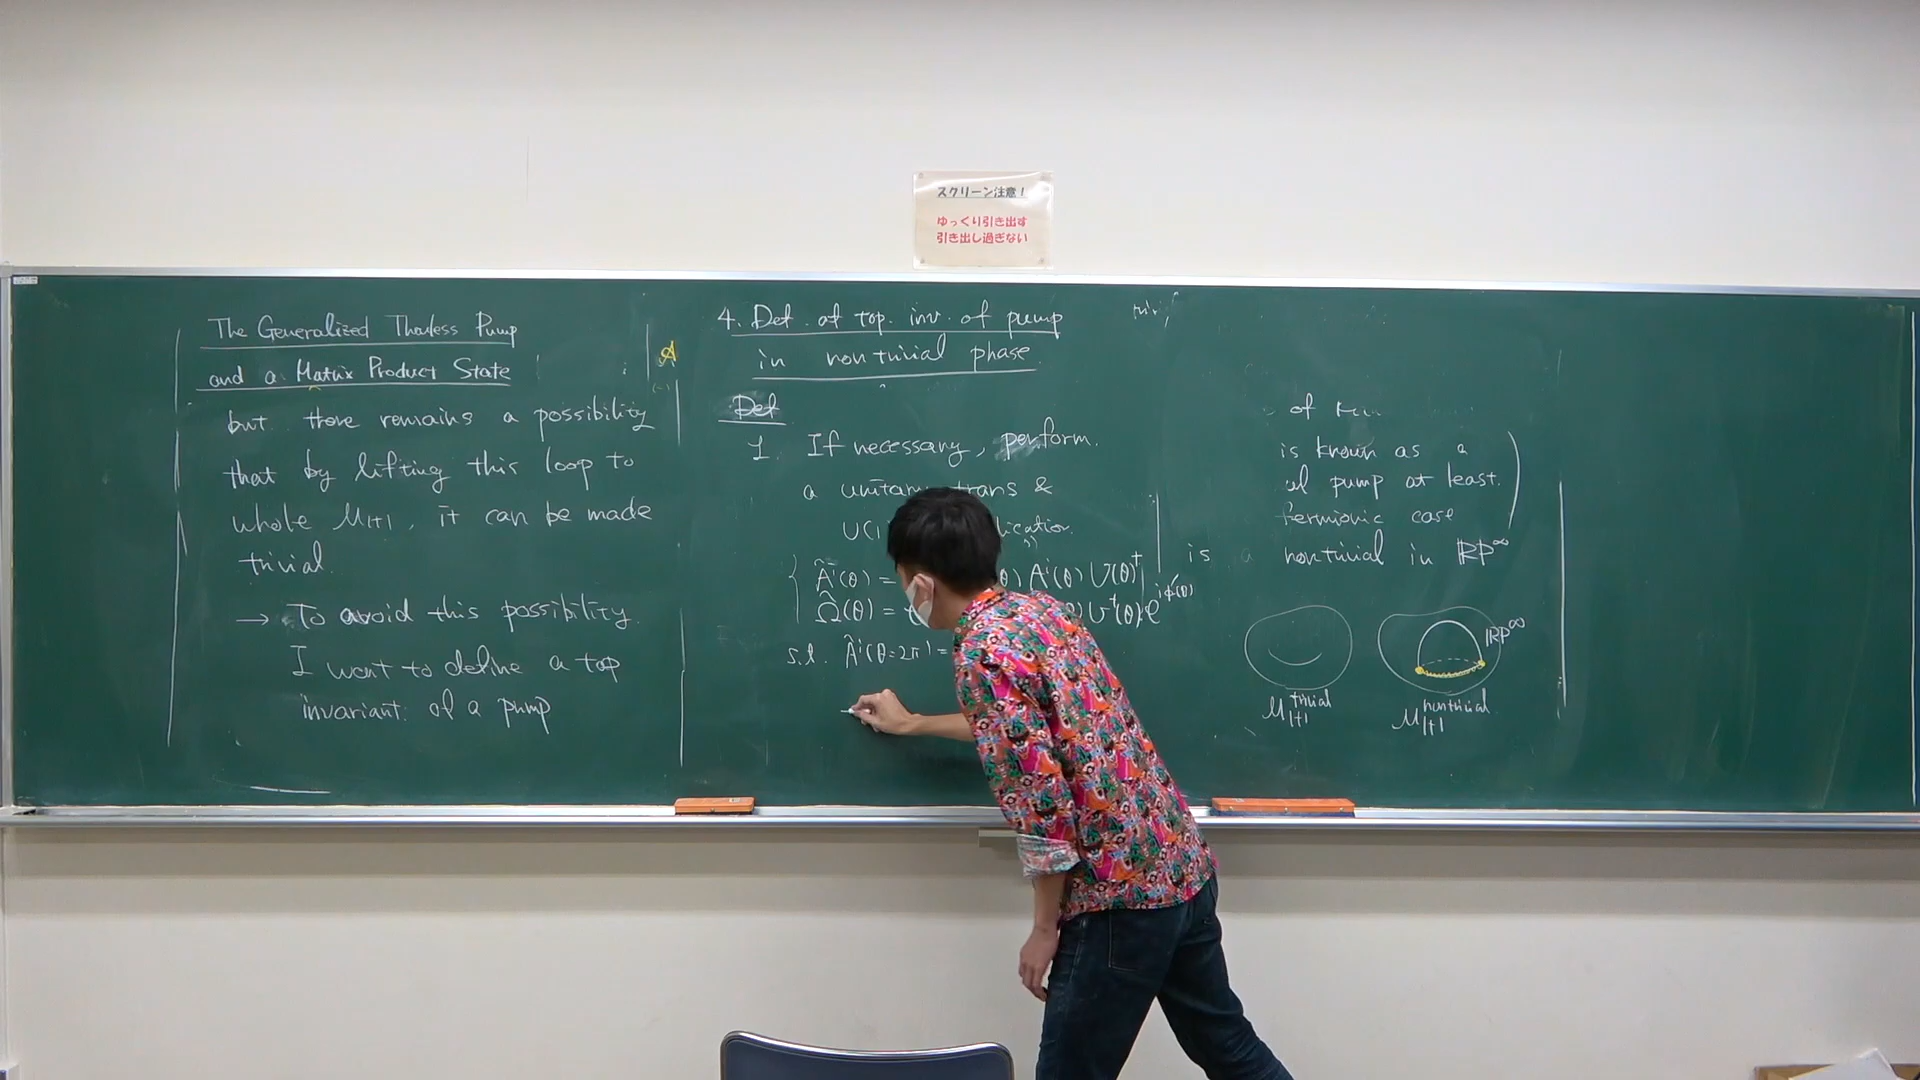 スクリーン注意!
ゆっくり引き出す
引き出し過ぎない
The Generalized Thouless Pump
and a Matrix Product State
but there remains a possibility
that by lifting this loop to
whole M_{1+1}, it can be made
trivial.
→ To avoid this possibility.
I want to define a top
invariant of a pump
4. Def. of top. inv. of pump
in nontrivial phase
Def
1. If necessary, perform.
a unitary trans &
U(1
Â^i(θ) = θ) A^i(θ) U(θ)^†
Ω̂(θ) = U^†(θ) e^{iφ(θ)}
s.t. Â^i(θ=2π) =
of
is known as a
pump at least.
fermionic case
is a nontrivial in RP^∞
RP^∞
M_{1+1}^{trivial}
M_{1+1}^{nontrivial}